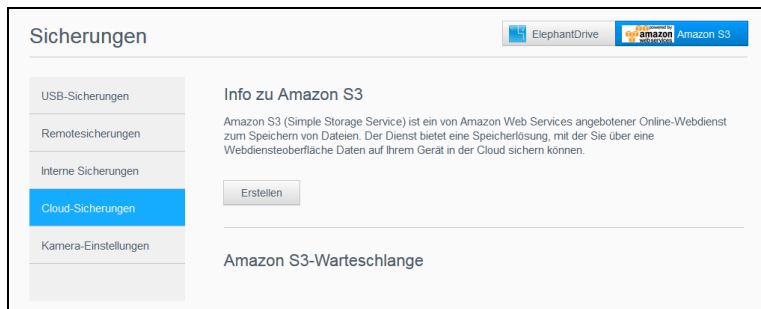 Sicherungen
ElephantDrive
powered by
amazon
webservices
Amazon S3
USB-Sicherungen
Remotesicherungen
Interne Sicherungen
Cloud-Sicherungen
Kamera-Einstellungen
Info zu Amazon S3
Amazon S3 (Simple Storage Service) ist ein von Amazon Web Services angebotener Online-Webdienst
zum Speichern von Dateien. Der Dienst bietet eine Speicherlösung, mit der Sie über eine
Webdiensteoberfläche Daten auf Ihrem Gerät in der Cloud sichern können.
Erstellen
Amazon S3-Warteschlange